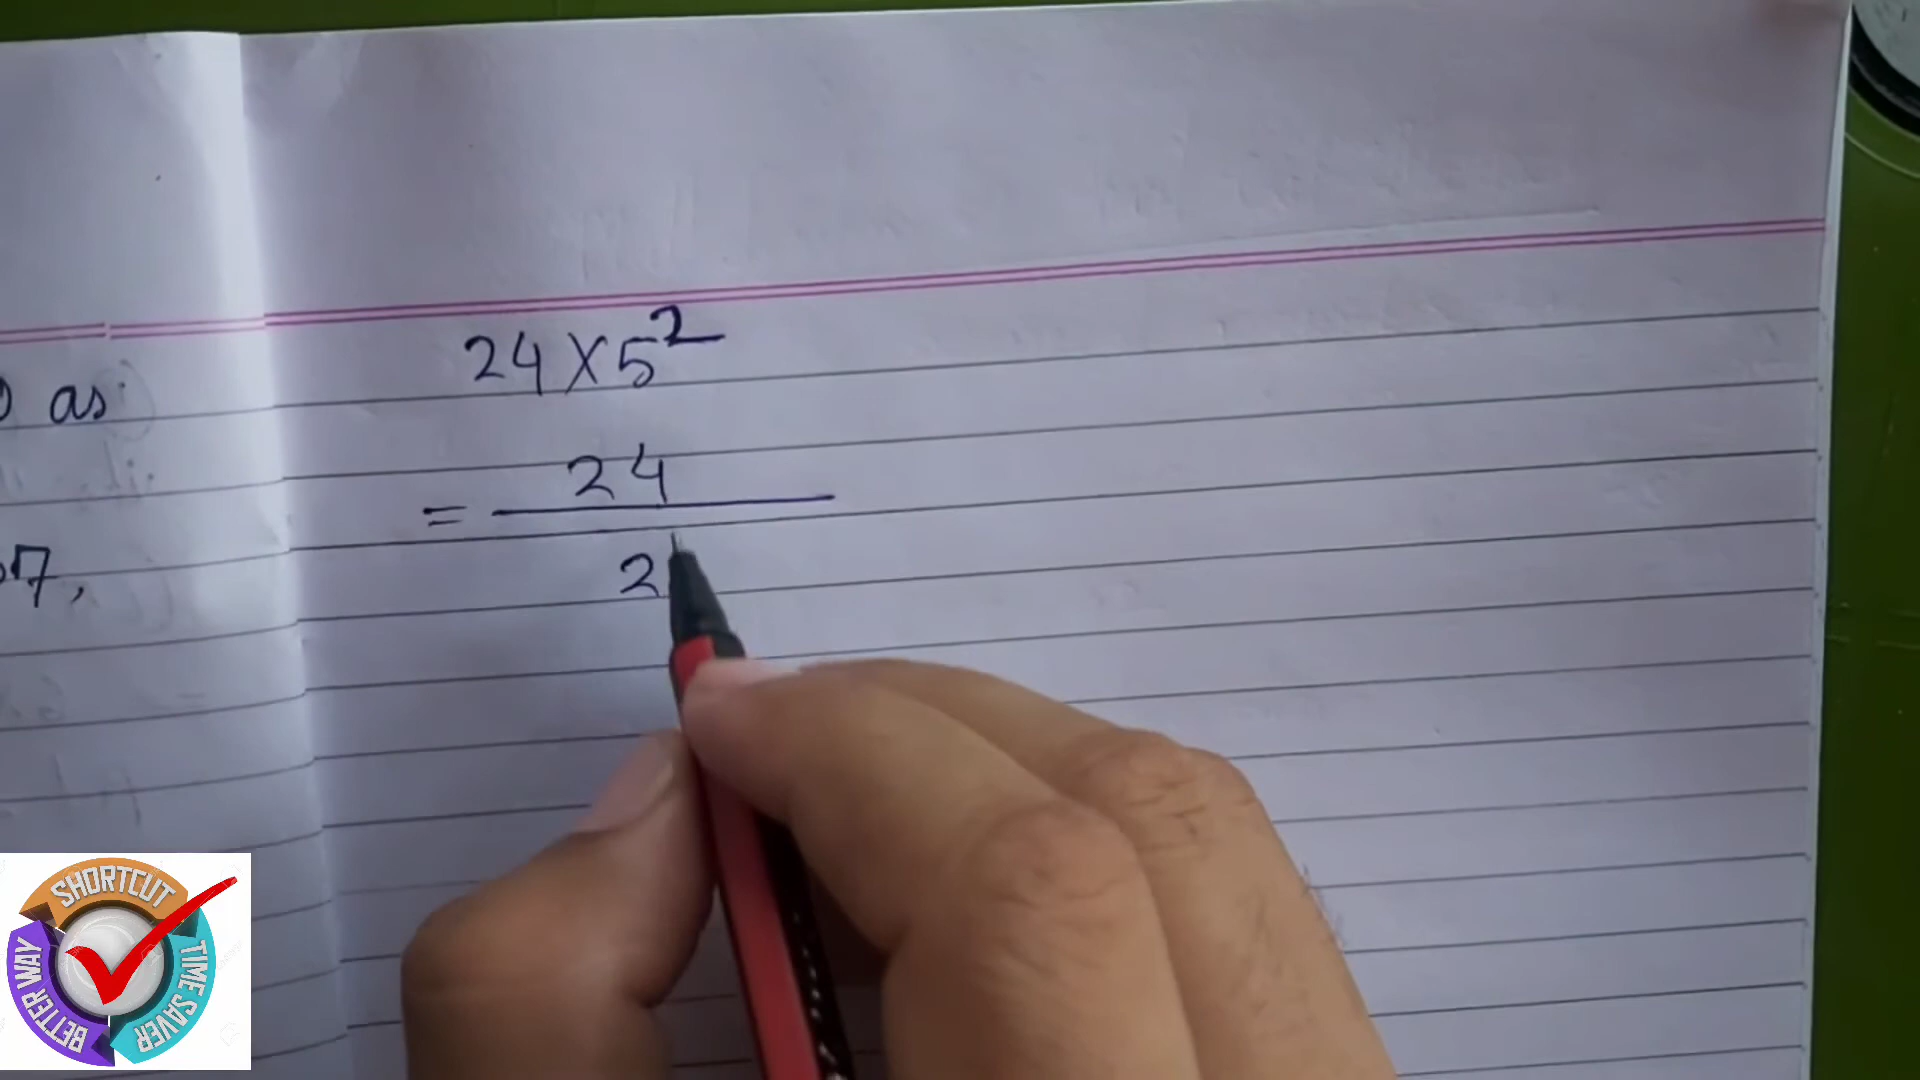 24×5²
= 24
2
as
7,
SHORTCUT
TIME SAVER
BETTER WAY